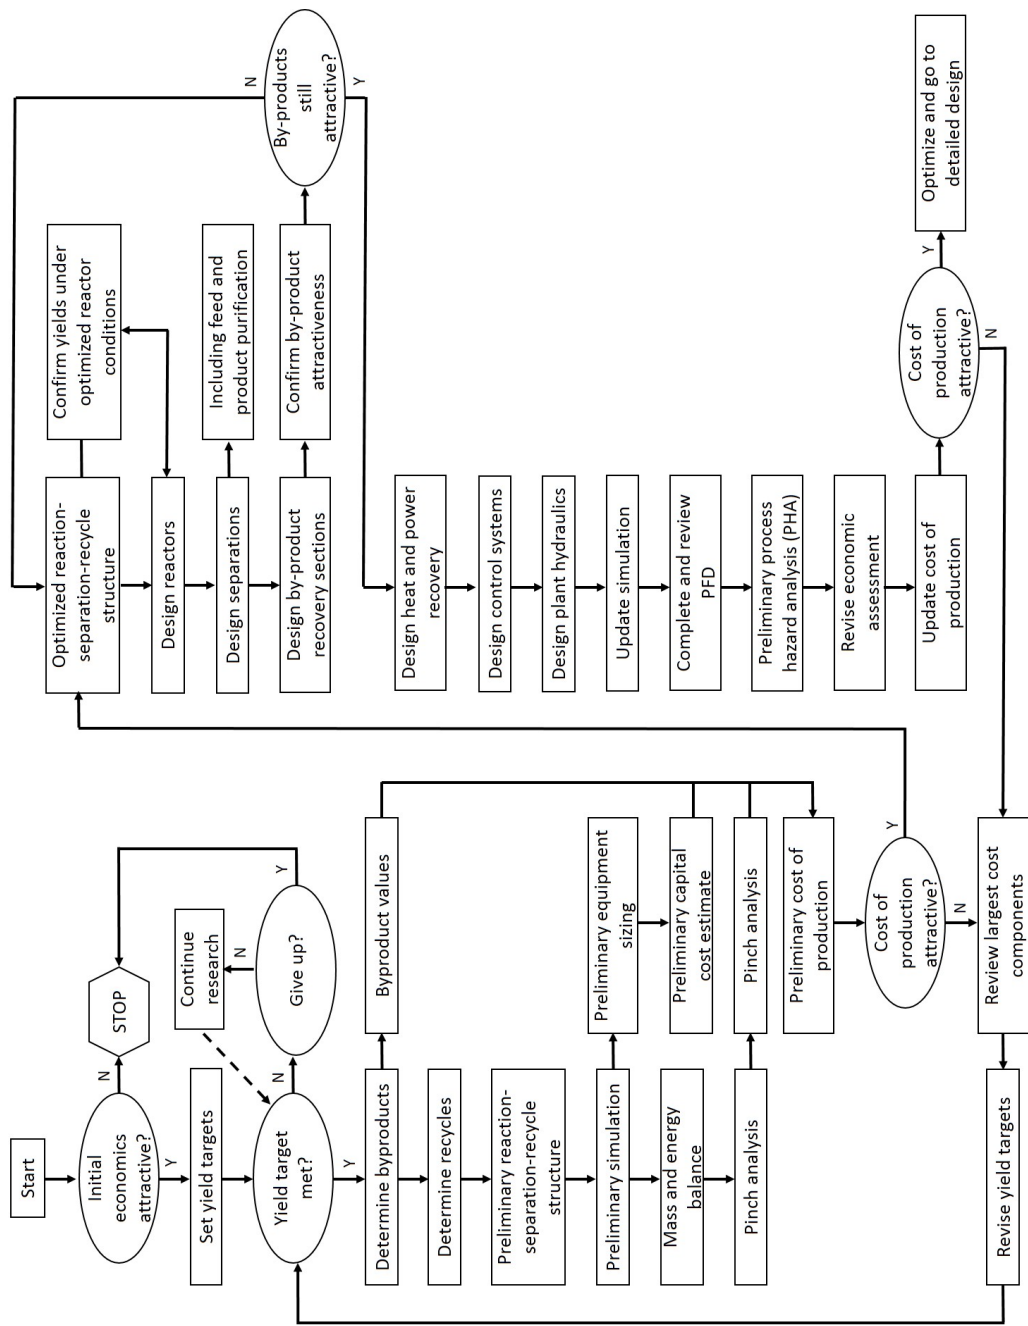 Start
Initial
economics
attractive?
N
STOP
Y
Set yield targets
Yield target
met?
N
Give up?
N
Continue
research
Y
Y
Determine byproducts
Byproduct values
Determine recycles
Preliminary reaction-
separation-recycle
structure
Preliminary simulation
Preliminary equipment
sizing
Mass and energy
balance
Preliminary capital
cost estimate
Pinch analysis
Pinch analysis
Preliminary cost of
production
Cost of
production
attractive?
Y
N
Review largest cost
components
Revise yield targets
Optimized reaction-
separation-recycle
structure
Confirm yields under
optimized reactor
conditions
Design reactors
Design separations
Including feed and
product purification
Design by-product
recovery sections
Confirm by-product
attractiveness
By-products
still
attractive?
N
Y
Design heat and power
recovery
Design control systems
Design plant hydraulics
Update simulation
Complete and review
PFD
Preliminary process
hazard analysis (PHA)
Revise economic
assessment
Update cost of
production
Cost of
production
attractive?
Y
N
Optimize and go to
detailed design